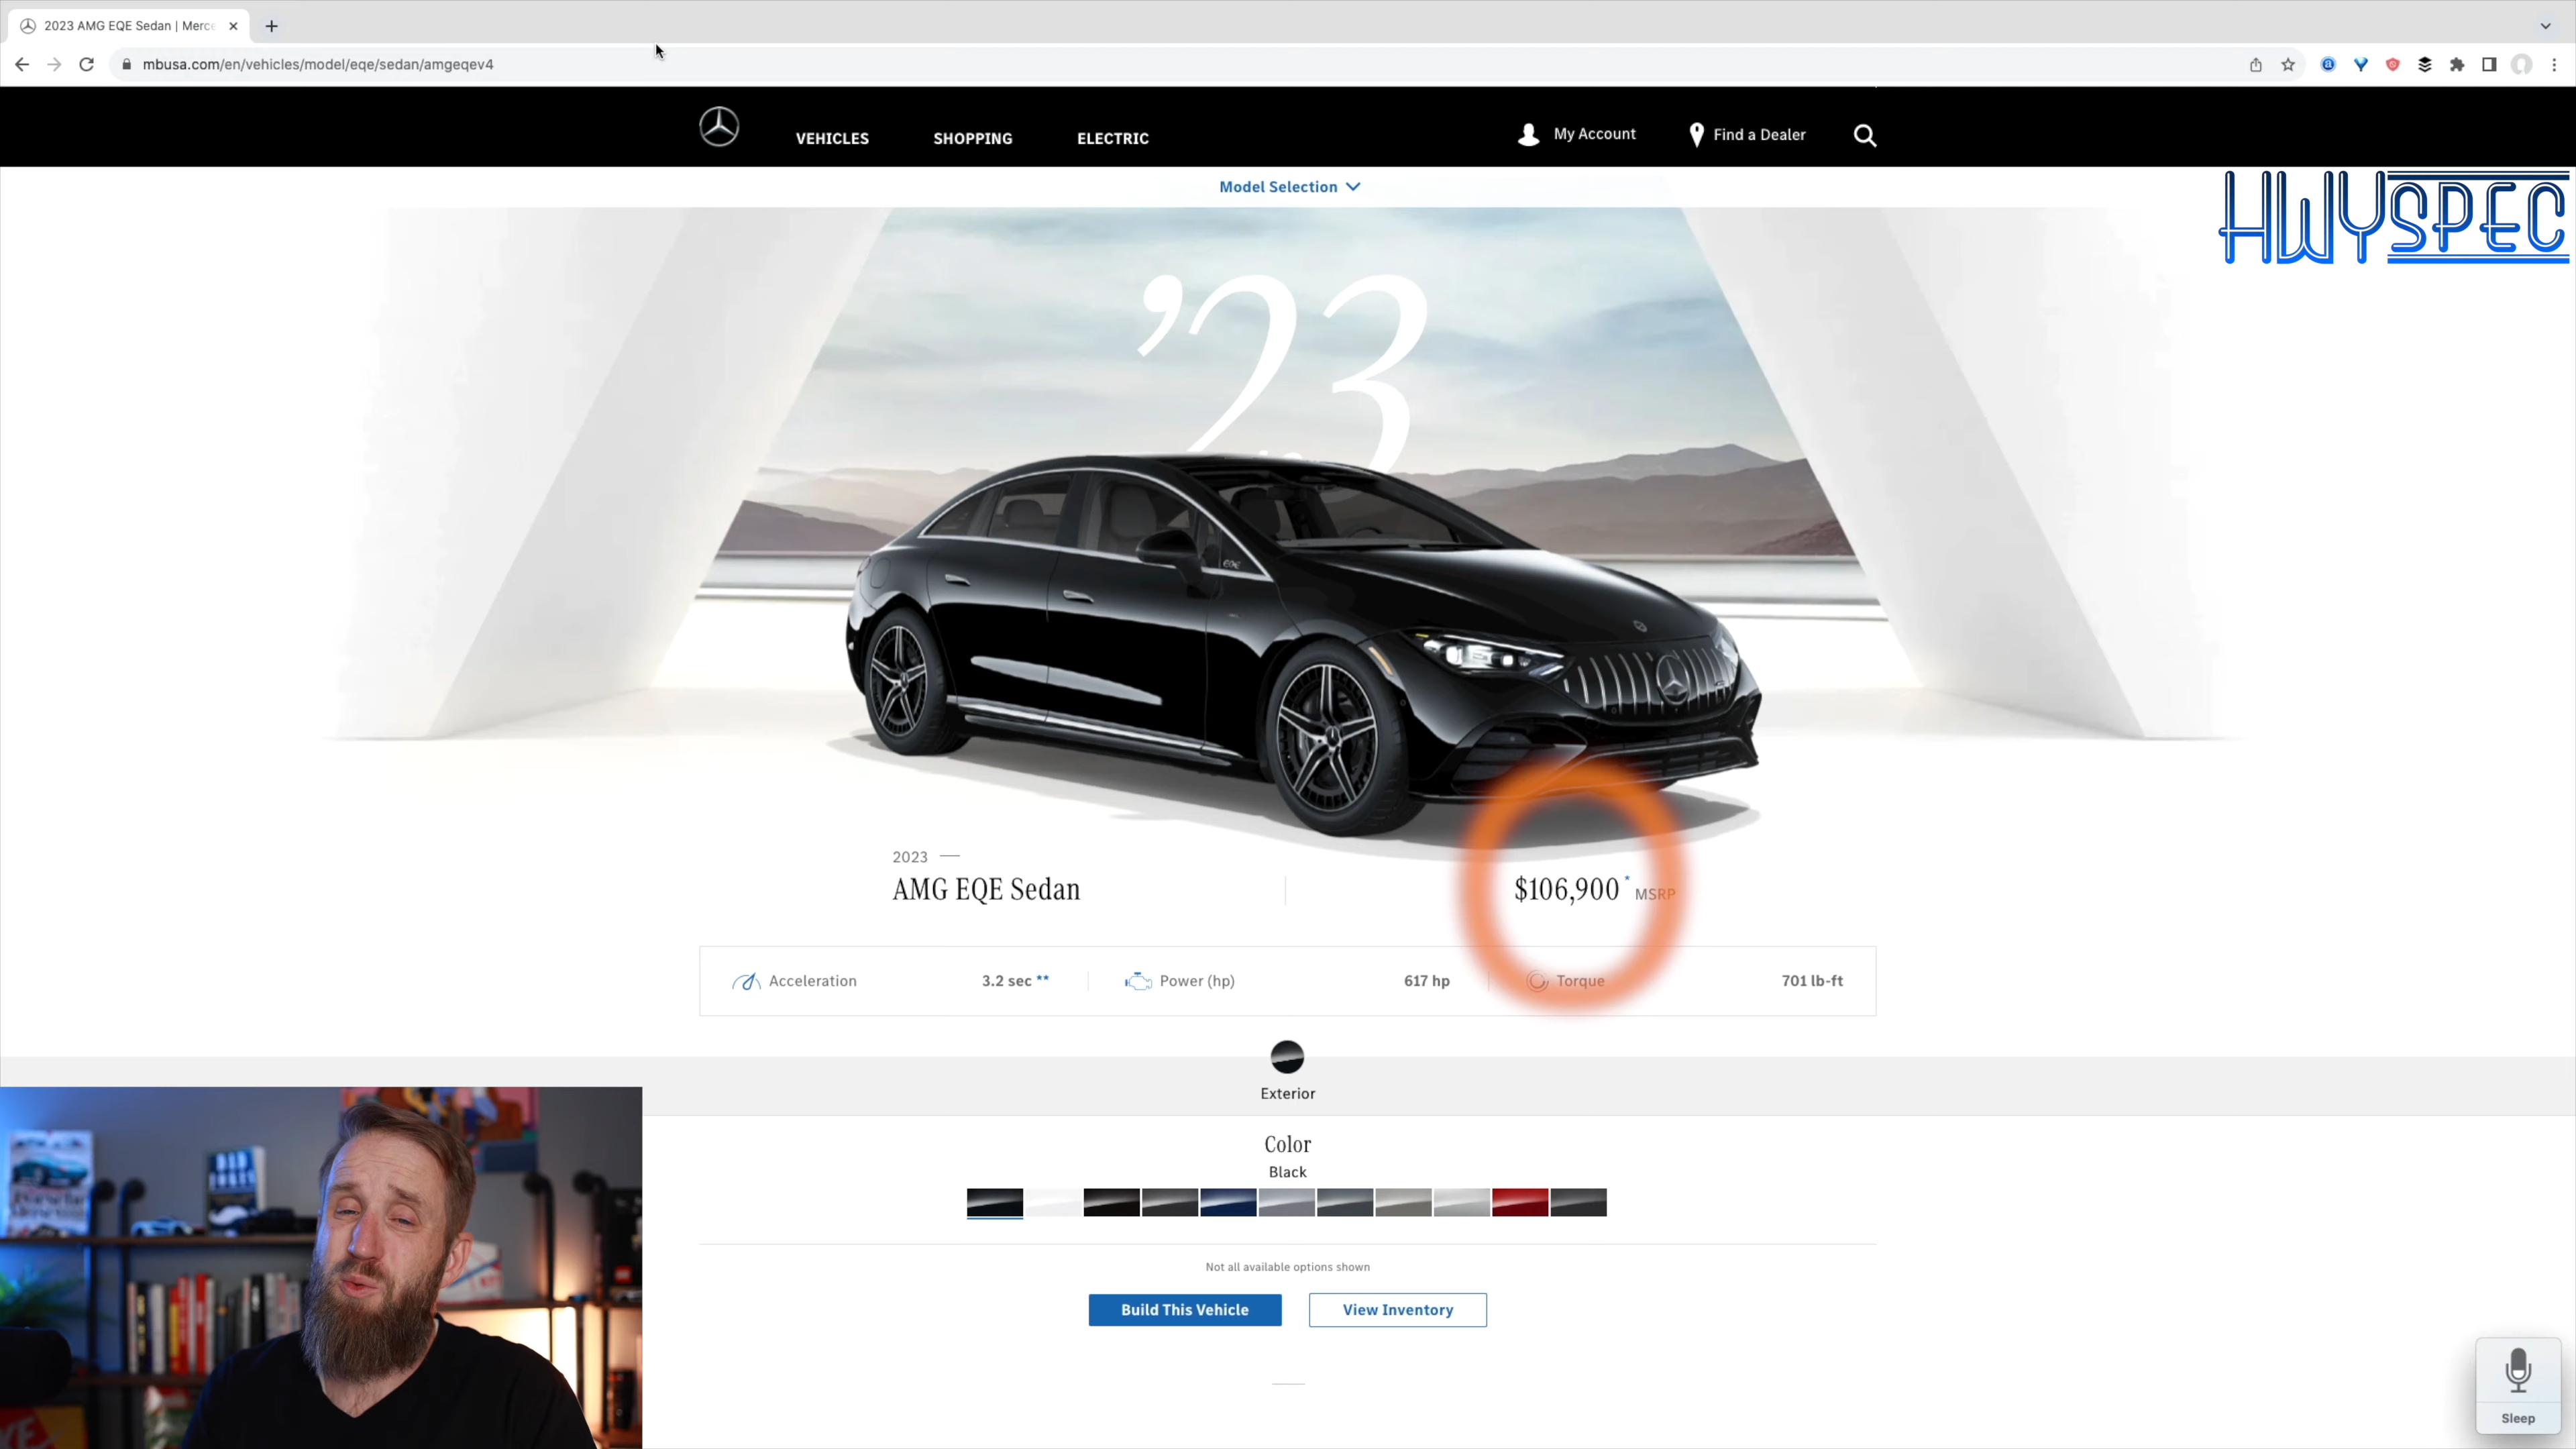 2023 AMG EQE Sedan | Merce
mbusa.com/en/vehicles/model/eqe/sedan/amgeqev4
VEHICLES SHOPPING ELECTRIC My Account Find a Dealer
Model Selection
HWYSPEC
'23
eqe
2023
AMG EQE Sedan
$106,900* MSRP
Acceleration 3.2 sec ** Power (hp) 617 hp Torque 701 lb-ft
Exterior
Color
Black
Not all available options shown
Build This Vehicle View Inventory
Sleep